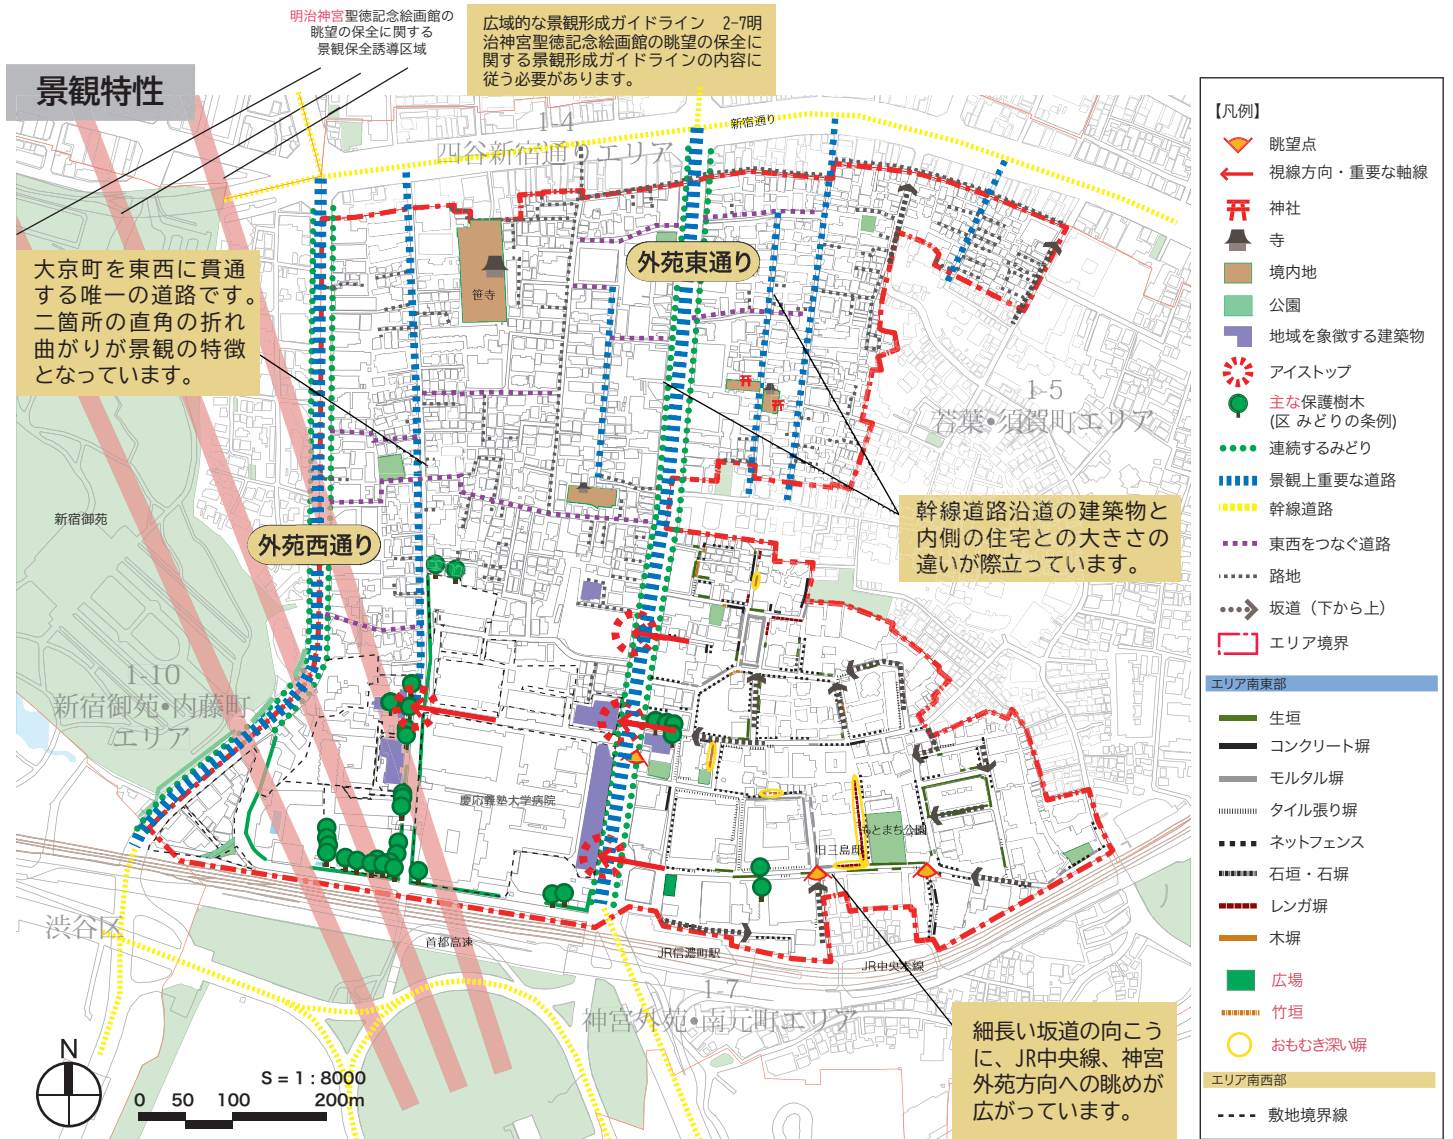 明治神宮聖徳記念絵画館の
眺望の保全に関する
景観保全誘導区域
広域的な景観形成ガイドライン　2-7明
治神宮聖徳記念絵画館の眺望の保全に
関する景観形成ガイドラインの内容に
従う必要があります。
景観特性
1-4
四谷新宿通りエリア
新宿通り
大京町を東西に貫通
する唯一の道路です。
二箇所の直角の折れ
曲がりが景観の特徴
となっています。
笹寺
外苑東通り
1-5
若葉・須賀町エリア
新宿御苑
外苑西通り
幹線道路沿道の建築物と
内側の住宅との大きさの
違いが際立っています。
1-10
新宿御苑・内藤町
エリア
慶応義塾大学病院
もとまち公園
旧三島邸
渋谷区
首都高速
JR信濃町駅
JR中央本線
1-7
神宮外苑・南元町エリア
細長い坂道の向こう
に、JR中央線、神宮
外苑方向への眺めが
広がっています。
N
S = 1 : 8000
0 50 100 200m
【凡例】
眺望点
視線方向・重要な軸線
神社
寺
境内地
公園
地域を象徴する建築物
アイストップ
主な保護樹木
(区 みどりの条例)
連続するみどり
景観上重要な道路
幹線道路
東西をつなぐ道路
路地
坂道（下から上）
エリア境界
エリア南東部
生垣
コンクリート塀
モルタル塀
タイル張り塀
ネットフェンス
石垣・石塀
レンガ塀
木塀
広場
竹垣
おもむき深い塀
エリア南西部
敷地境界線